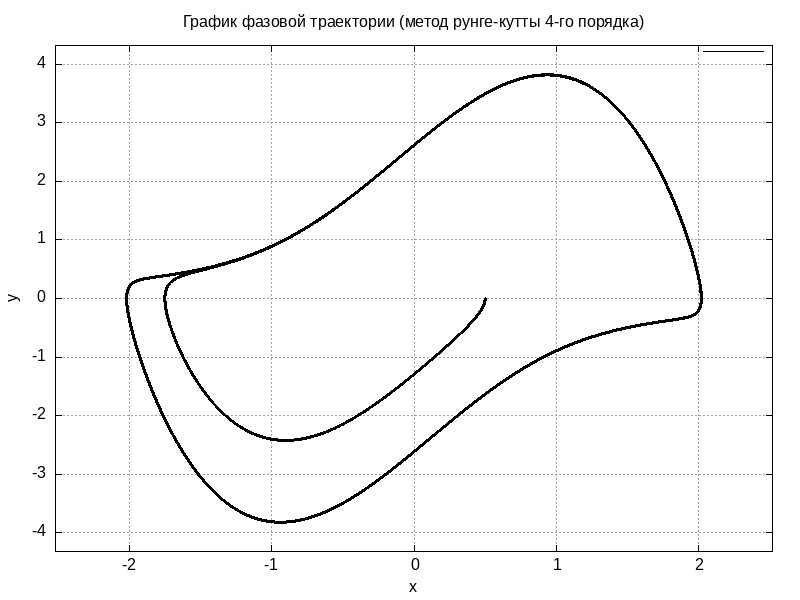 График фазовой траектории (метод рунге-кутты 4-го порядка)
4
3
2
1
0
-1
-2
-3
-4
y
-2 -1 0 1 2
x